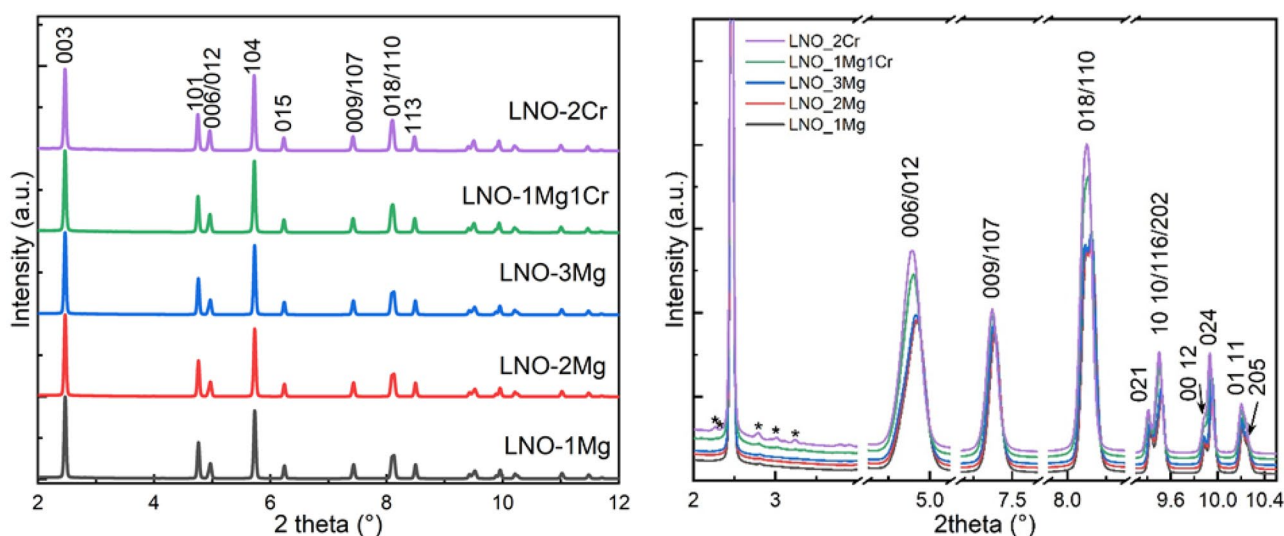 003
101
006/012
104
015
009/107
018/110
113
LNO-2Cr
LNO-1Mg1Cr
LNO-3Mg
LNO-2Mg
LNO-1Mg
Intensity (a.u.)
2 4 6 8 10 12
2 theta (°)
LNO_2Cr
LNO_1Mg1Cr
LNO_3Mg
LNO_2Mg
LNO_1Mg
* * * * *
006/012
009/107
018/110
021
10 10/116/202
00 12
024
01 11
205
Intensity (a.u.)
2 3 5.0 7.5 8.0 9.6 10.0 10.4
2theta (°)